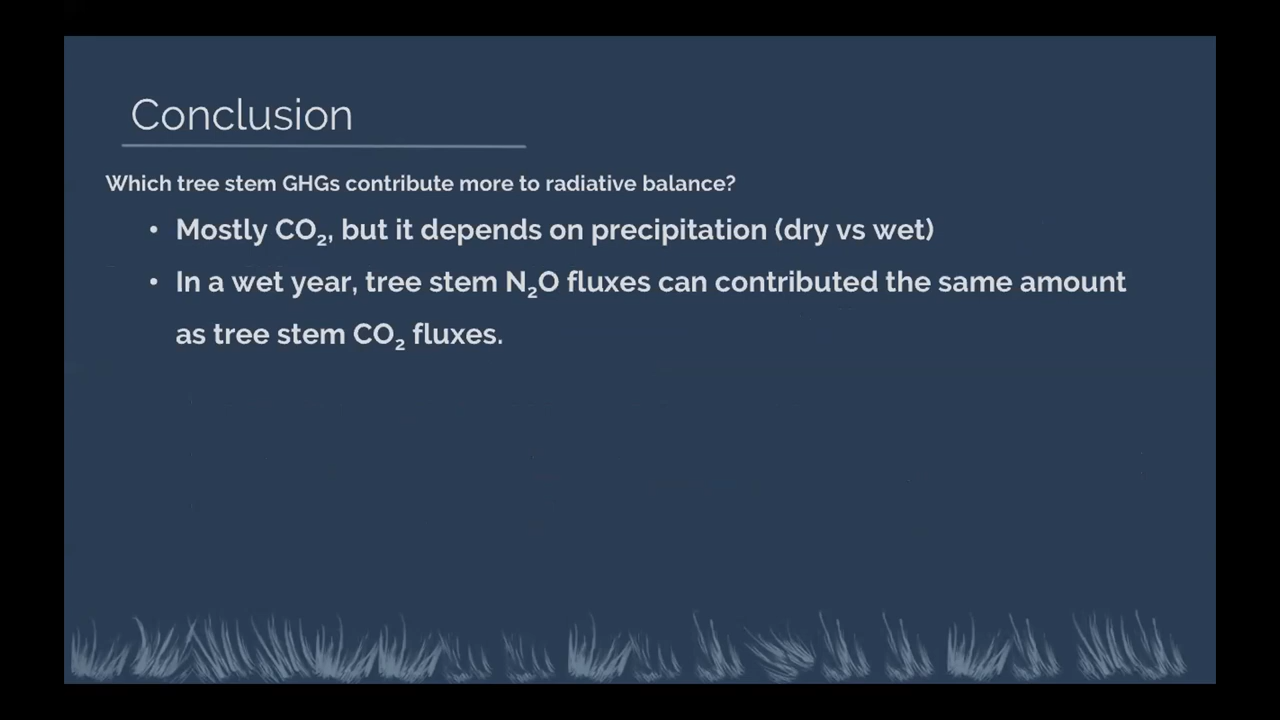 Conclusion
Which tree stem GHGs contribute more to radiative balance?
• Mostly CO₂, but it depends on precipitation (dry vs wet)
• In a wet year, tree stem N₂O fluxes can contributed the same amount
as tree stem CO₂ fluxes.